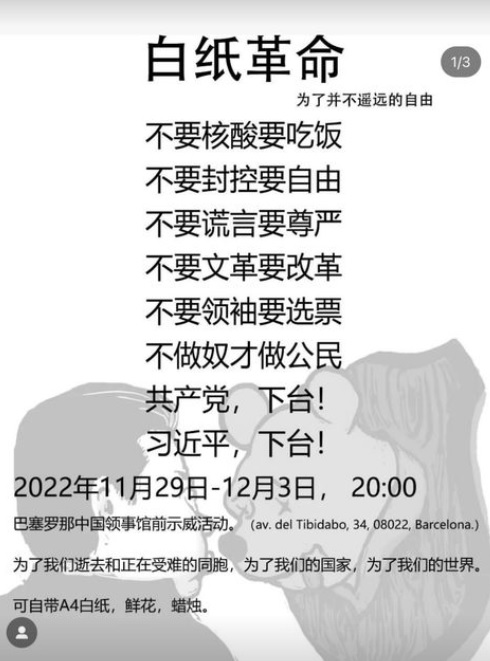 白纸革命
1/3
为了并不遥远的自由
不要核酸要吃饭
不要封控要自由
不要谎言要尊严
不要文革要改革
不要领袖要选票
不做奴才做公民
共产党，下台！
习近平，下台！
2022年11月29日-12月3日， 20:00
巴塞罗那中国领事馆前示威活动。（av. del Tibidabo, 34, 08022, Barcelona.）
为了我们逝去和正在受难的同胞，为了我们的国家，为了我们的世界。
可自带A4白纸，鲜花，蜡烛。